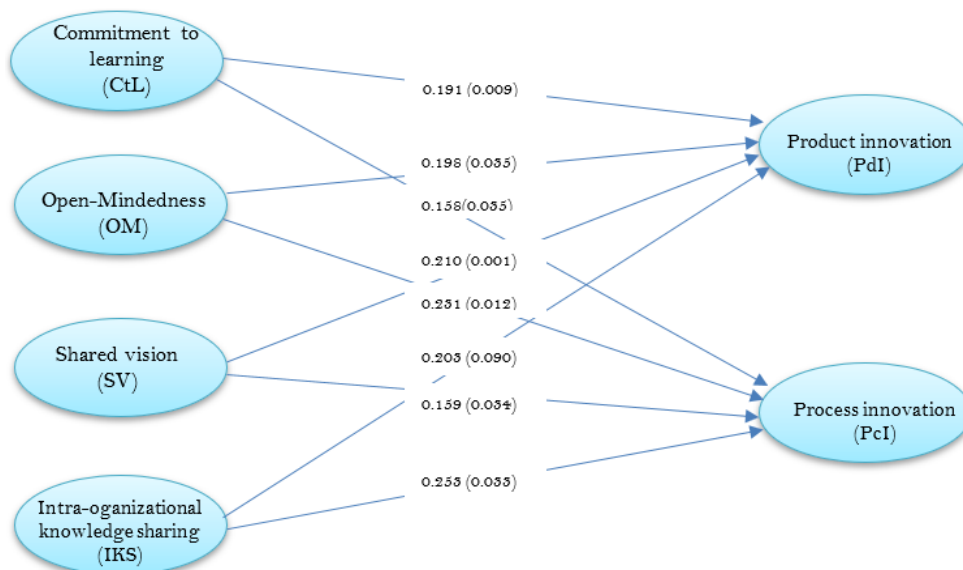 Commitment to
learning
(CtL)
0.191 (0.009)
Product innovation
(PdI)
0.198 (0.035)
Open-Mindedness
(OM)
0.158(0.035)
0.210 (0.001)
0.231 (0.012)
Shared vision
(SV)
0.203 (0.090)
0.159 (0.034)
Process innovation
(PcI)
0.253 (0.033)
Intra-oganizational
knowledge sharing
(IKS)